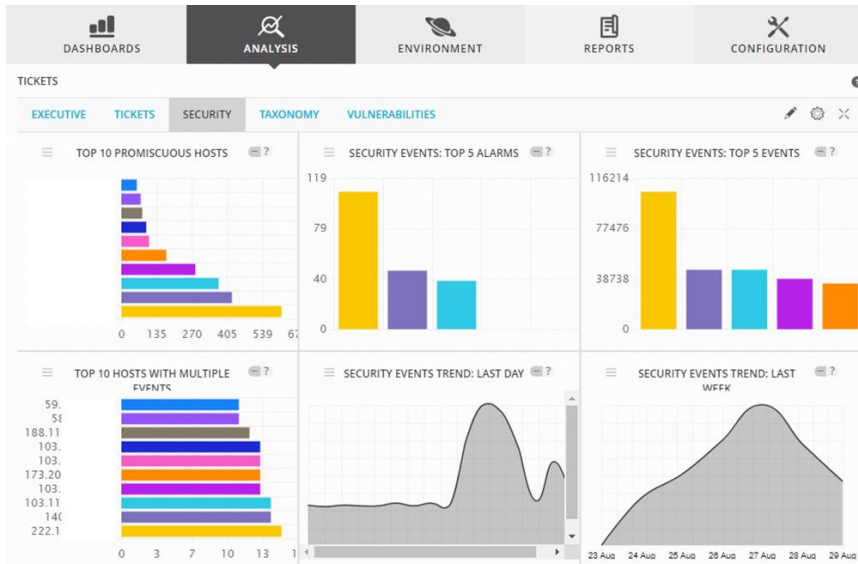 DASHBOARDS
ANALYSIS
ENVIRONMENT
REPORTS
CONFIGURATION
TICKETS
EXECUTIVE
TICKETS
SECURITY
TAXONOMY
VULNERABILITIES
TOP 10 PROMISCUOUS HOSTS
?
0 135 270 405 539
SECURITY EVENTS: TOP 5 ALARMS
?
119
79
40
0
SECURITY EVENTS: TOP 5 EVENTS
?
116214
77476
38738
0
TOP 10 HOSTS WITH MULTIPLE
EVENTS
?
59.
188.11
103.
103.
173.20
103.
103.11
222.1
0 3 7 10 13
SECURITY EVENTS TREND: LAST DAY
?
SECURITY EVENTS TREND: LAST
WEEK
?
23 Aug 24 Aug 25 Aug 26 Aug 27 Aug 28 Aug 29 Aug